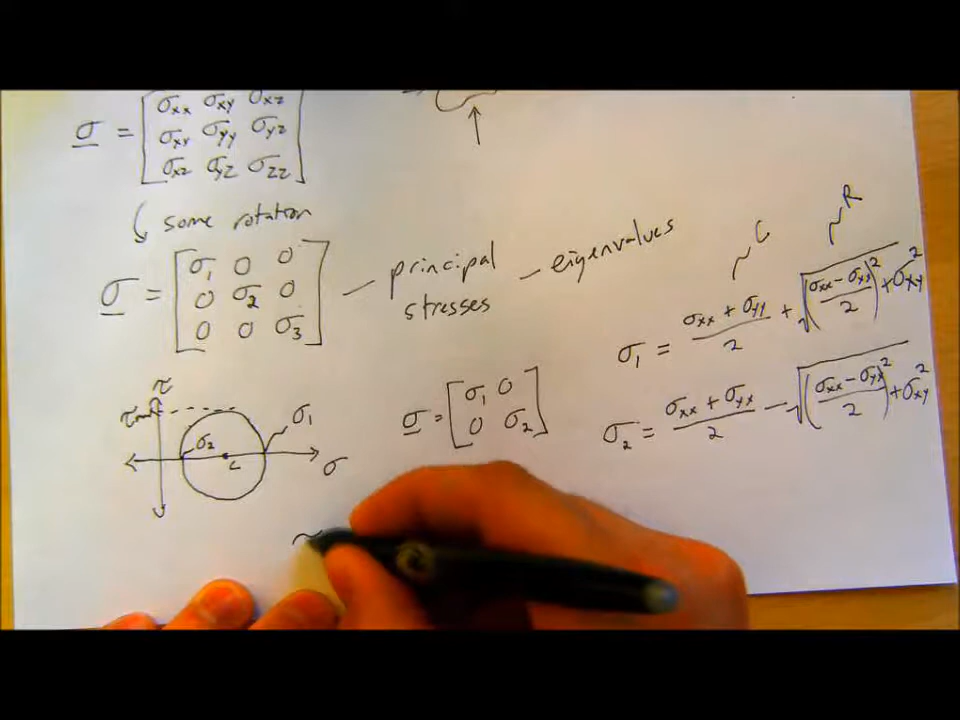 σ = [σxx σxy σxz
σxy σyy σyz
σxz σyz σzz]
some rotation
σ = [σ₁ 0 0
0 σ₂ 0
0 0 σ₃]
principal stresses
eigenvalues
C
R
σ₁ = (σxx + σyy)/2 + √(((σxx - σyy)/2)² + σxy²)
σ₂ = (σxx + σyy)/2 - √(((σxx - σyy)/2)² + σxy²)
τ
σ₂
C
σ₁
σ
σ = [σ₁ 0
0 σ₂]